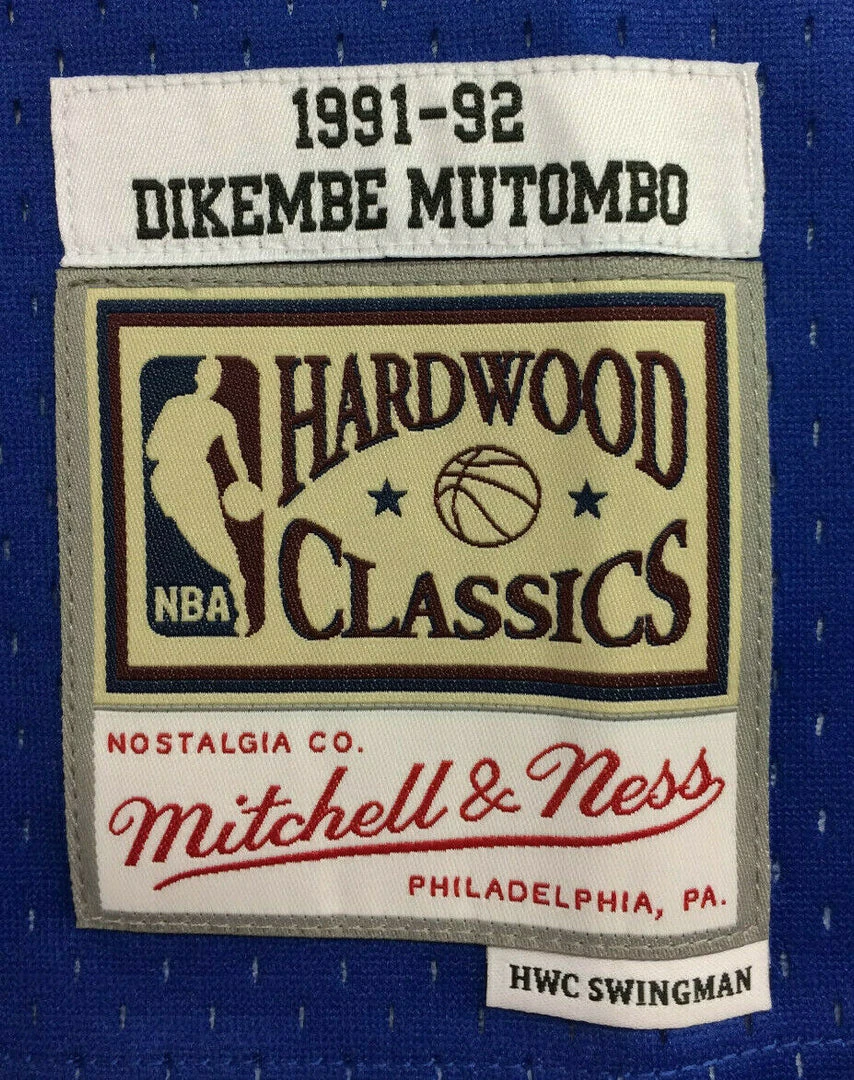 1991-92
DIKEMBE MUTOMBO
HARDWOOD
CLASSICS
NBA
NOSTALGIA CO.
Mitchell & Ness
PHILADELPHIA, PA.
HWC SWINGMAN